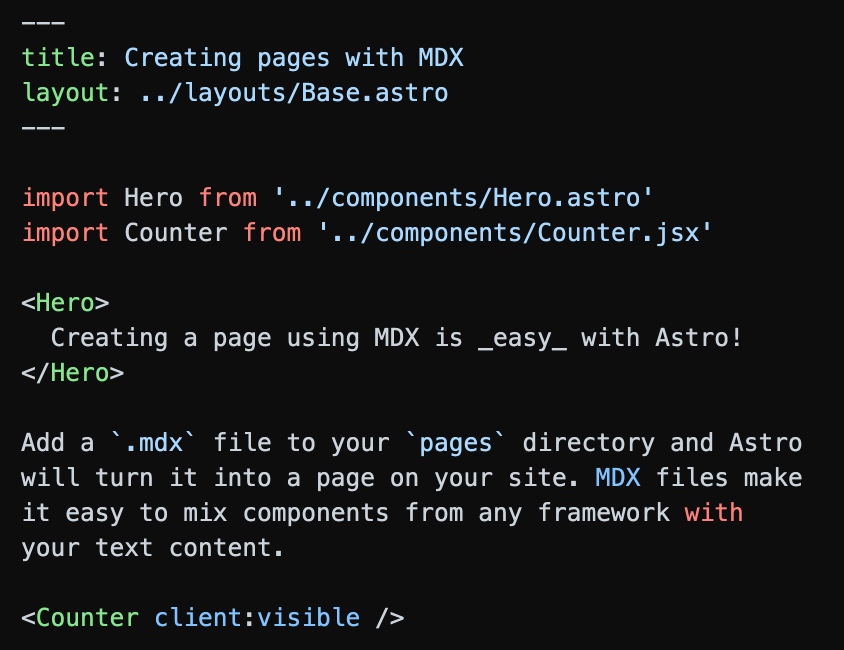 ---
title: Creating pages with MDX
layout: ../layouts/Base.astro
---
import Hero from '../components/Hero.astro'
import Counter from '../components/Counter.jsx'
<Hero>
  Creating a page using MDX is _easy_ with Astro!
</Hero>
Add a `.mdx` file to your `pages` directory and Astro
will turn it into a page on your site. MDX files make
it easy to mix components from any framework with
your text content.
<Counter client:visible />